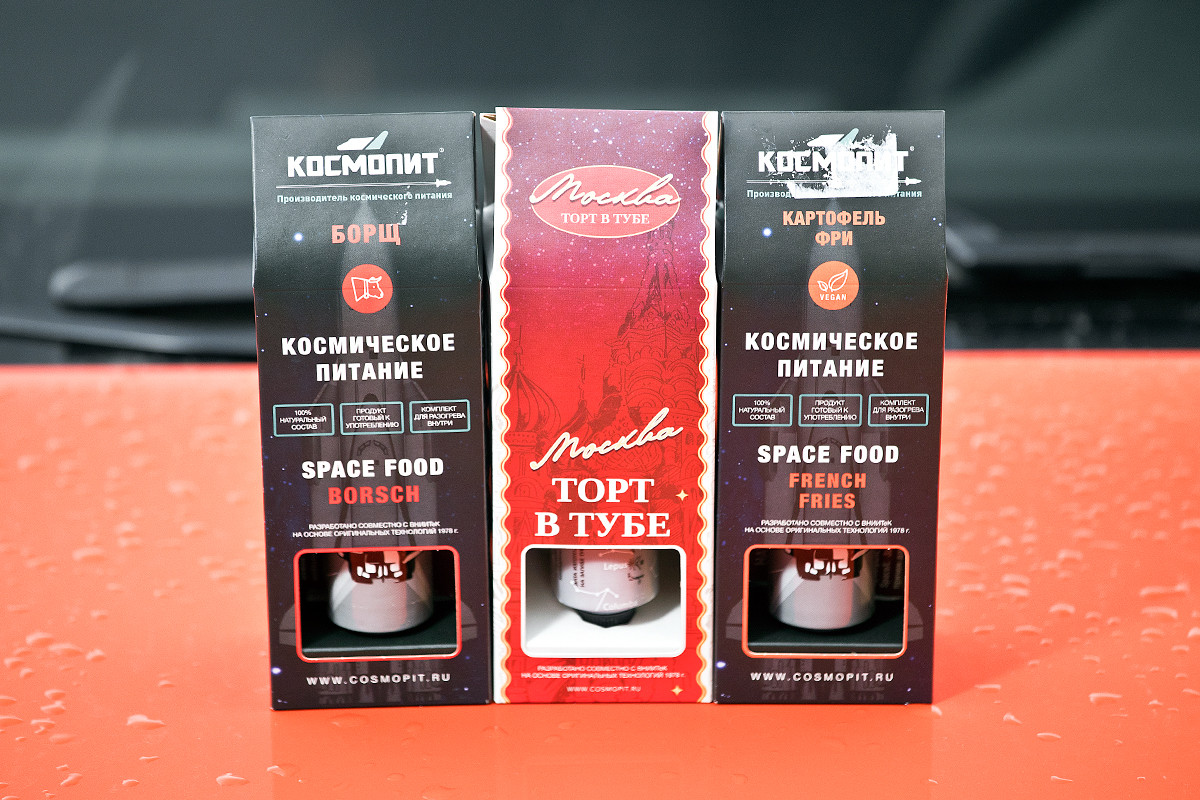 КОСМОПИТ
Производитель космического питания
БОРЩ
КОСМИЧЕСКОЕ
ПИТАНИЕ
100%
НАТУРАЛЬНЫЙ
СОСТАВ
ПРОДУКТ
ГОТОВЫЙ К
УПОТРЕБЛЕНИЮ
КОМПЛЕКТ
ДЛЯ РАЗОГРЕВА
ВНУТРИ
SPACE FOOD
BORSCH
РАЗРАБОТАНО СОВМЕСТНО С ВНИИТеК
НА ОСНОВЕ ОРИГИНАЛЬНЫХ ТЕХНОЛОГИЙ 1978 г.
WWW.COSMOPIT.RU
Москва
ТОРТ В ТУБЕ
Москва
ТОРТ
В ТУБЕ
Lepus
РАЗРАБОТАНО СОВМЕСТНО С ВНИИТеК
НА ОСНОВЕ ОРИГИНАЛЬНЫХ ТЕХНОЛОГИЙ 1978 г.
WWW.COSMOPIT.RU
КОСМОПИТ
КАРТОФЕЛЬ
ФРИ
VEGAN
КОСМИЧЕСКОЕ
ПИТАНИЕ
100%
НАТУРАЛЬНЫЙ
СОСТАВ
ПРОДУКТ
ГОТОВЫЙ К
УПОТРЕБЛЕНИЮ
КОМПЛЕКТ
ДЛЯ РАЗОГРЕВА
ВНУТРИ
SPACE FOOD
FRENCH
FRIES
РАЗРАБОТАНО СОВМЕСТНО С ВНИИТеК
НА ОСНОВЕ ОРИГИНАЛЬНЫХ ТЕХНОЛОГИЙ 1978 г.
WWW.COSMOPIT.RU